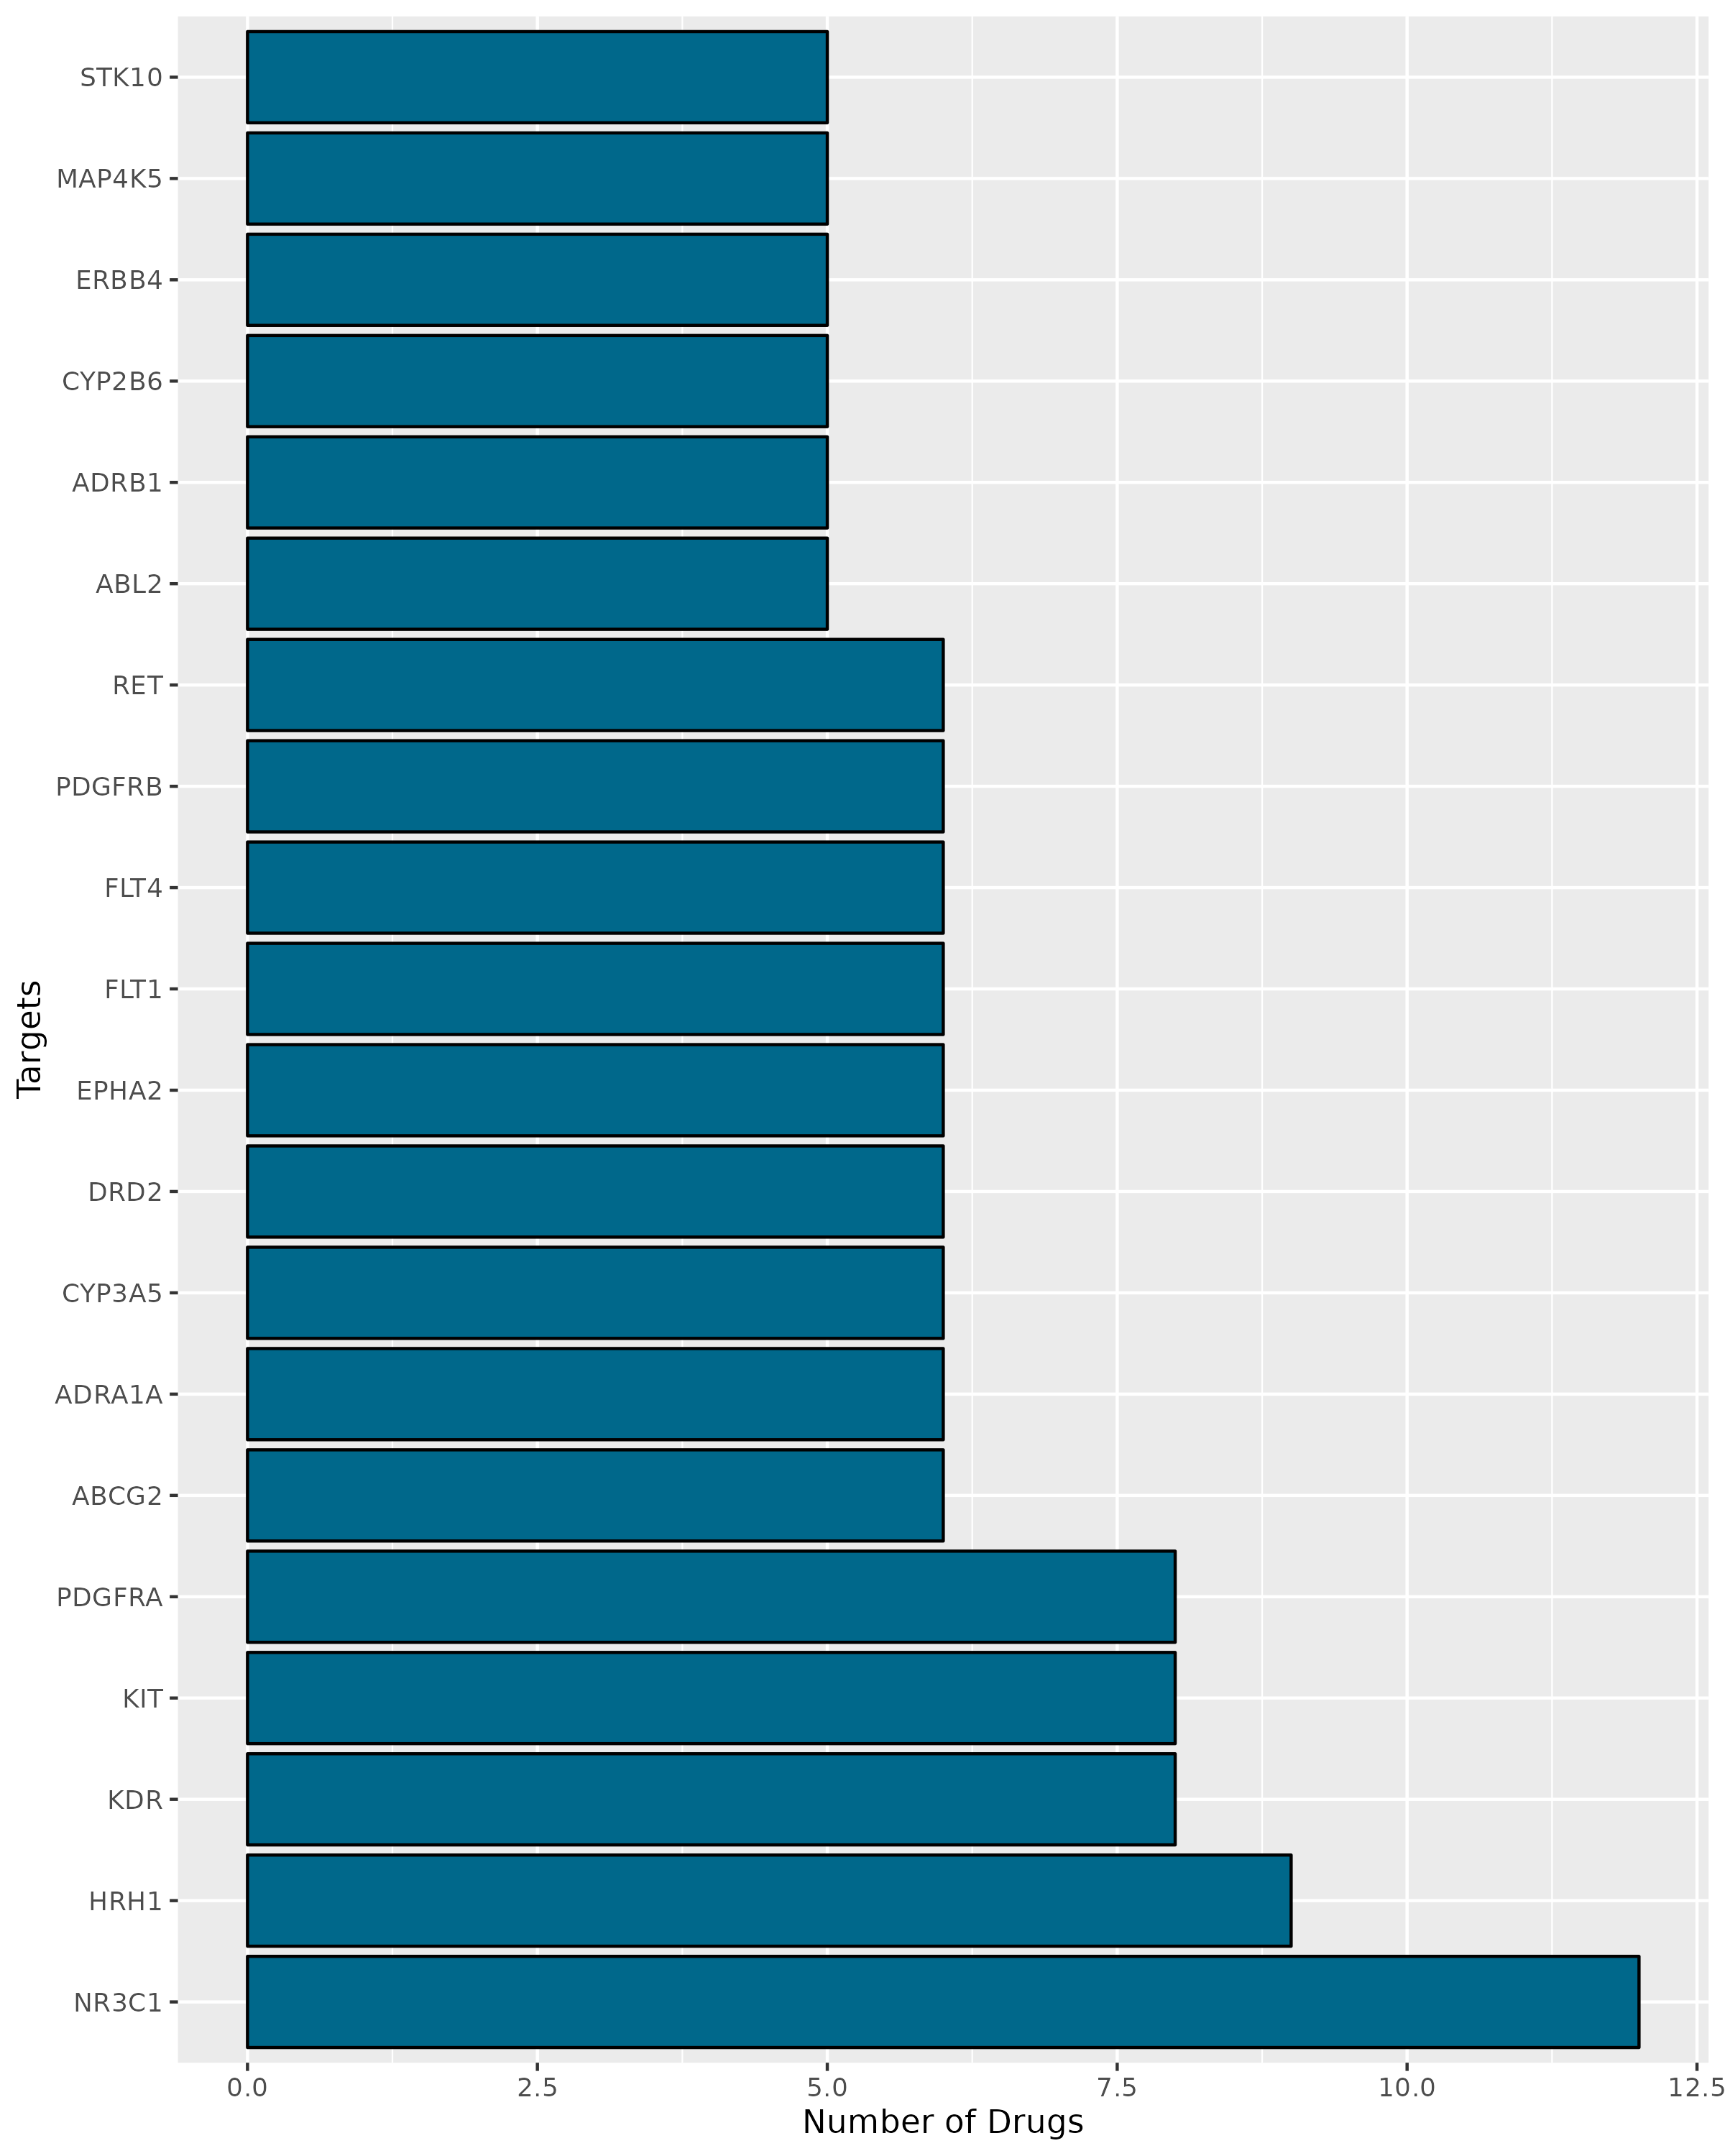 STK10
MAP4K5
ERBB4
CYP2B6
ADRB1
ABL2
RET
PDGFRB
FLT4
FLT1
EPHA2
DRD2
CYP3A5
ADRA1A
ABCG2
PDGFRA
KIT
KDR
HRH1
NR3C1
Targets
0.0 2.5 5.0 7.5 10.0 12.5
Number of Drugs